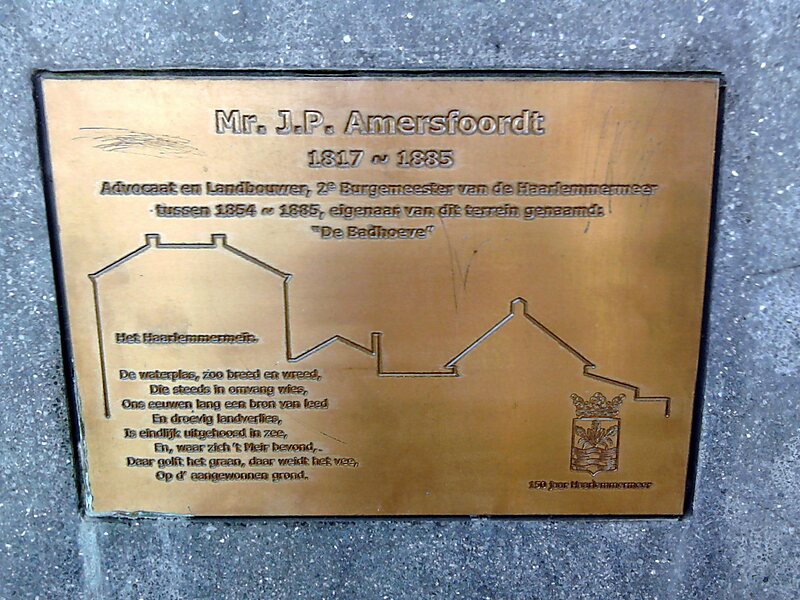 Mr. J.P. Amersfoordt
1817 ~ 1885
Advocaat en Landbouwer, 2e Burgemeester van de Haarlemmermeer
tussen 1854 ~ 1885, eigenaar van dit terrein genaamd:
"De Badhoeve"
Het Haarlemmermeir.
De waterplas, zoo breed en wreed,
Die steeds in omvang wies,
Ons eeuwen lang een bron van leed
En droevig landverlies,
Is eindlijk uitgehoosd in zee,
En, waar zich 't Meir bevond,
Daar golft het graan, daar weidt het vee,
Op d' aangewonnen grond.
150 jaar Haarlemmermeer